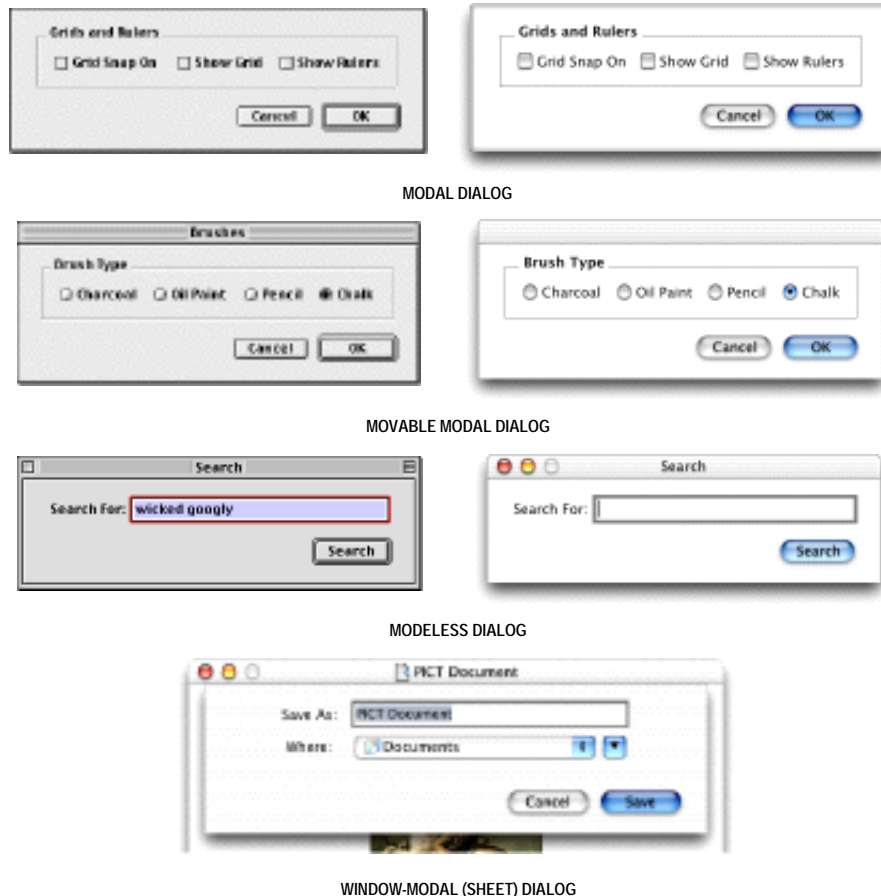 Grids and Rulers
Grid Snap On Show Grid Show Rulers
Cancel OK
Grids and Rulers
Grid Snap On Show Grid Show Rulers
Cancel OK
MODAL DIALOG
Brushes
Brush Type
Charcoal Oil Paint Pencil Chalk
Cancel OK
Brush Type
Charcoal Oil Paint Pencil Chalk
Cancel OK
MOVABLE MODAL DIALOG
Search
Search For: wicked googly
Search
Search
Search For:
Search
MODELESS DIALOG
PICT Document
Save As: PICT Document
Where: Documents
Cancel Save
WINDOW-MODAL (SHEET) DIALOG